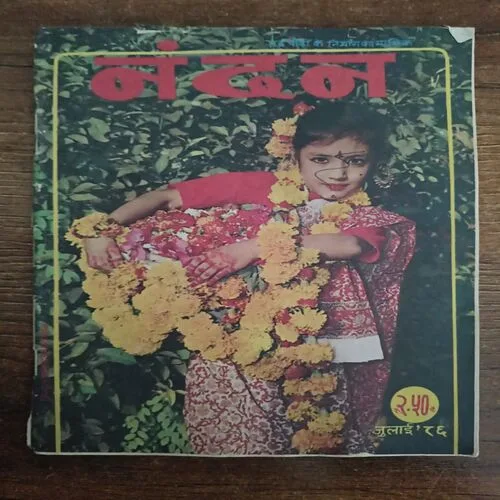 पीढ़ी के निर्माण का मासिक
नंदन
२.५०
जुलाई '८६